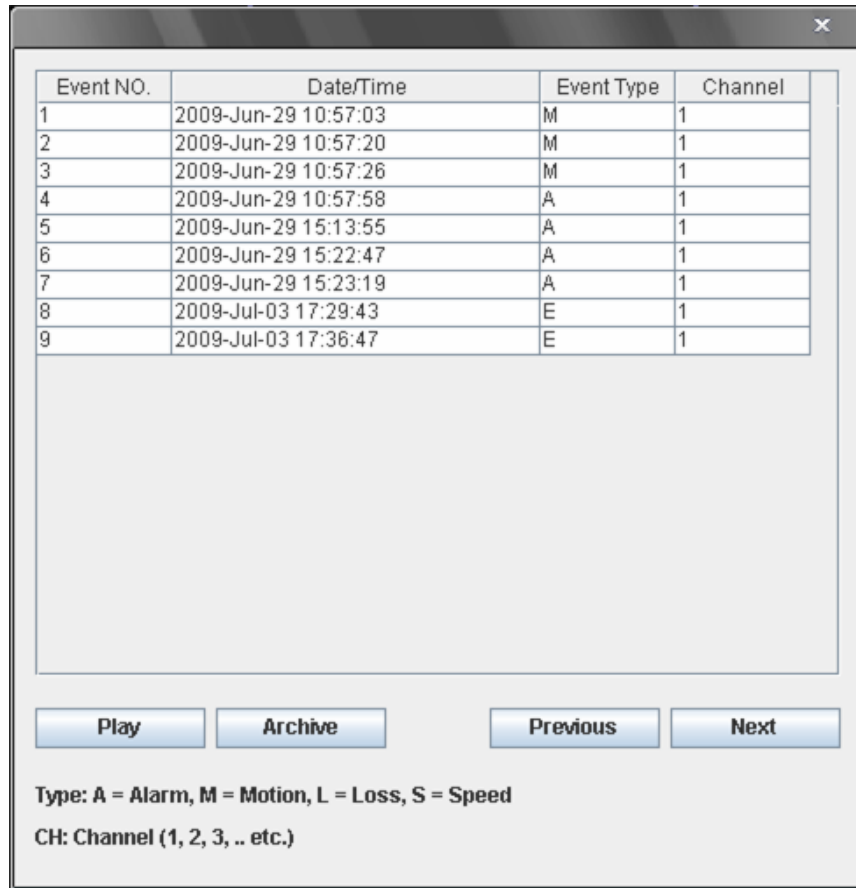 Event NO. Date/Time Event Type Channel
1 2009-Jun-29 10:57:03 M 1
2 2009-Jun-29 10:57:20 M 1
3 2009-Jun-29 10:57:26 M 1
4 2009-Jun-29 10:57:58 A 1
5 2009-Jun-29 15:13:55 A 1
6 2009-Jun-29 15:22:47 A 1
7 2009-Jun-29 15:23:19 A 1
8 2009-Jul-03 17:29:43 E 1
9 2009-Jul-03 17:36:47 E 1
Play Archive Previous Next
Type: A = Alarm, M = Motion, L = Loss, S = Speed
CH: Channel (1, 2, 3, .. etc.)